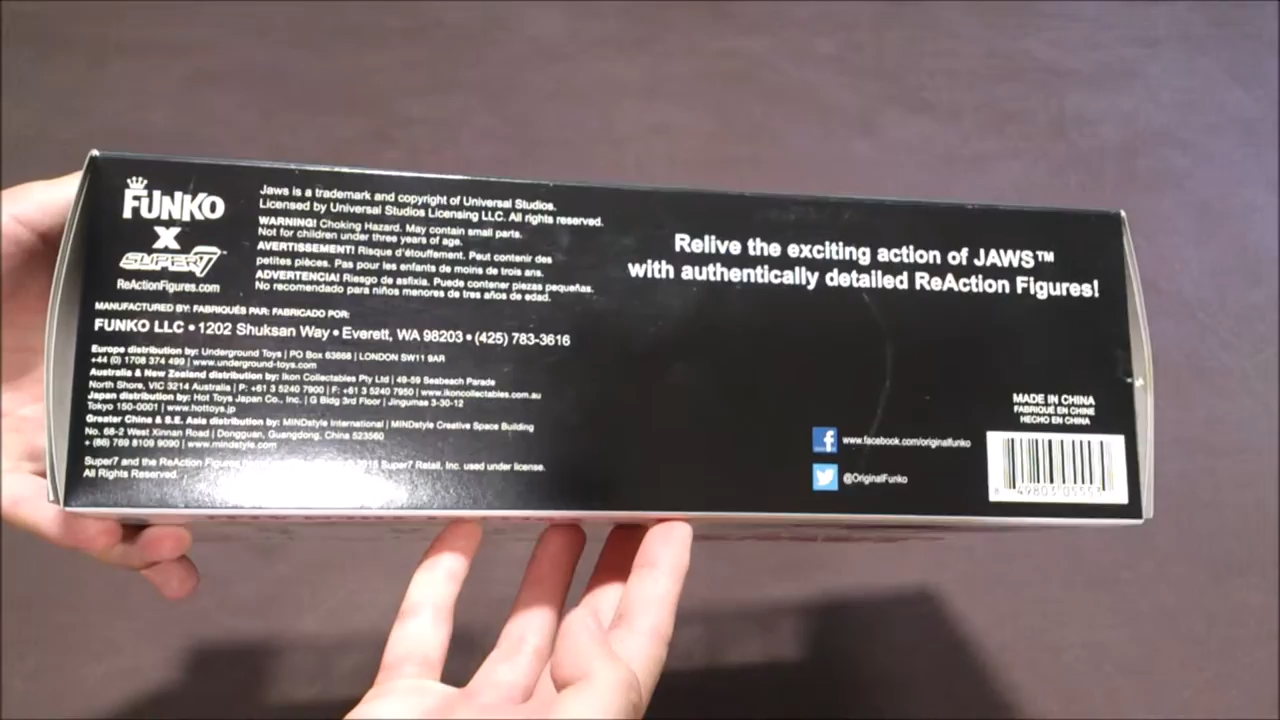 FUNKO
X
SUPER7™
ReActionFigures.com
Jaws is a trademark and copyright of Universal Studios.
Licensed by Universal Studios Licensing LLC. All rights reserved.
WARNING! Choking Hazard. May contain small parts.
Not for children under three years of age.
AVERTISSEMENT! Risque d'étouffement. Peut contenir des
petites pièces. Pas pour les enfants de moins de trois ans.
ADVERTENCIA! Riesgo de asfixia. Puede contener piezas pequeñas.
No recomendado para niños menores de tres años de edad.
MANUFACTURED BY: FABRIQUÉS PAR: FABRICADO POR:
FUNKO LLC • 1202 Shuksan Way • Everett, WA 98203 • (425) 783-3616
Europe distribution by: Underground Toys | PO Box 63668 | LONDON SW11 9AR
+44 (0) 1708 374 499 | www.underground-toys.com
Australia & New Zealand distribution by: Ikon Collectables Pty Ltd | 49-59 Seabeach Parade
North Shore, VIC 3214 Australia | P: +61 3 5240 7900 | F: +61 3 5240 7950 | www.ikoncollectables.com.au
Japan distribution by: Hot Toys Japan Co., Inc. | G Bldg 3rd Floor | Jingumae 3-30-12
Tokyo 150-0001 | www.hottoys.jp
Greater China & S.E. Asia distribution by: MINDstyle International | MINDstyle Creative Space Building
No. 68-2 West Xinnan Road | Dongguan, Guangdong, China 523560
+ (86) 769 8109 9090 | www.mindstyle.com
Super7 and the ReAction Figures Super7 Retail, Inc. used under license.
All Rights Reserved.
Relive the exciting action of JAWS™
with authentically detailed ReAction Figures!
www.facebook.com/originalfunko
@OriginalFunko
MADE IN CHINA
FABRIQUÉ EN CHINE
HECHO EN CHINA